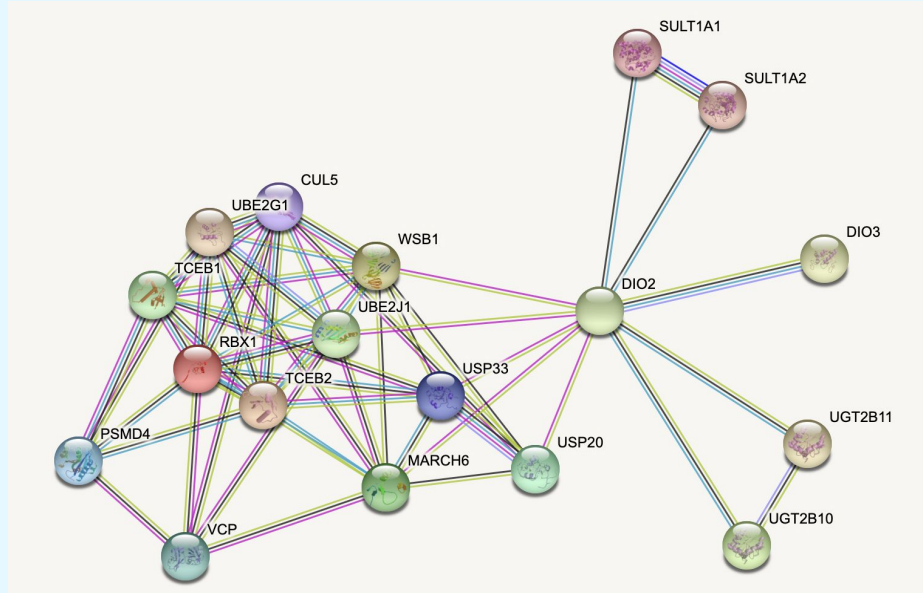 SULT1A1
SULT1A2
CUL5
UBE2G1
WSB1
DIO3
TCEB1
DIO2
UBE2J1
RBX1
USP33
TCEB2
UGT2B11
PSMD4
USP20
MARCH6
UGT2B10
VCP